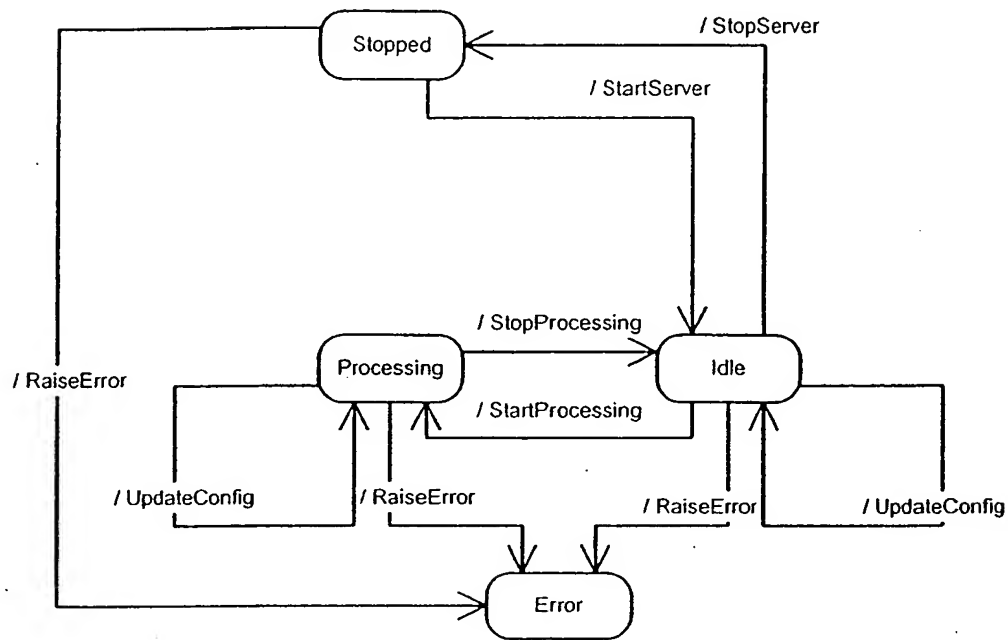 / StopServer
Stopped
/ StartServer
/ StopProcessing
Processing
Idle
/ RaiseError
/ StartProcessing
/ UpdateConfig
/ RaiseError
/ RaiseError
/ UpdateConfig
Error